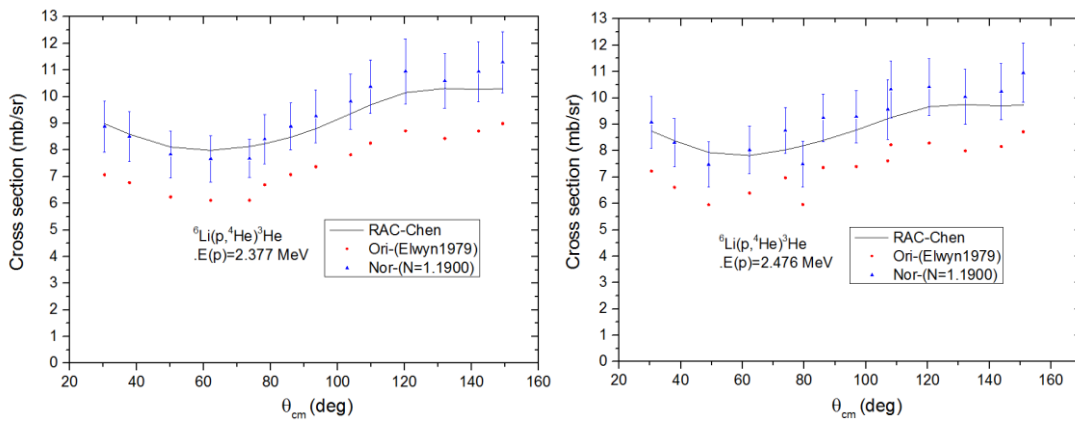 13
12
11
10
9
8
7
6
5
4
3
2
1
0
Cross section (mb/sr)
⁶Li(p,⁴He)³He
.E(p)=2.377 MeV
RAC-Chen
Ori-(Elwyn1979)
Nor-(N=1.1900)
20 40 60 80 100 120 140 160
θcm (deg)
13
12
11
10
9
8
7
6
5
4
3
2
1
0
Cross section (mb/sr)
⁶Li(p,⁴He)³He
.E(p)=2.476 MeV
RAC-Chen
Ori-(Elwyn1979)
Nor-(N=1.1900)
20 40 60 80 100 120 140 160
θcm (deg)